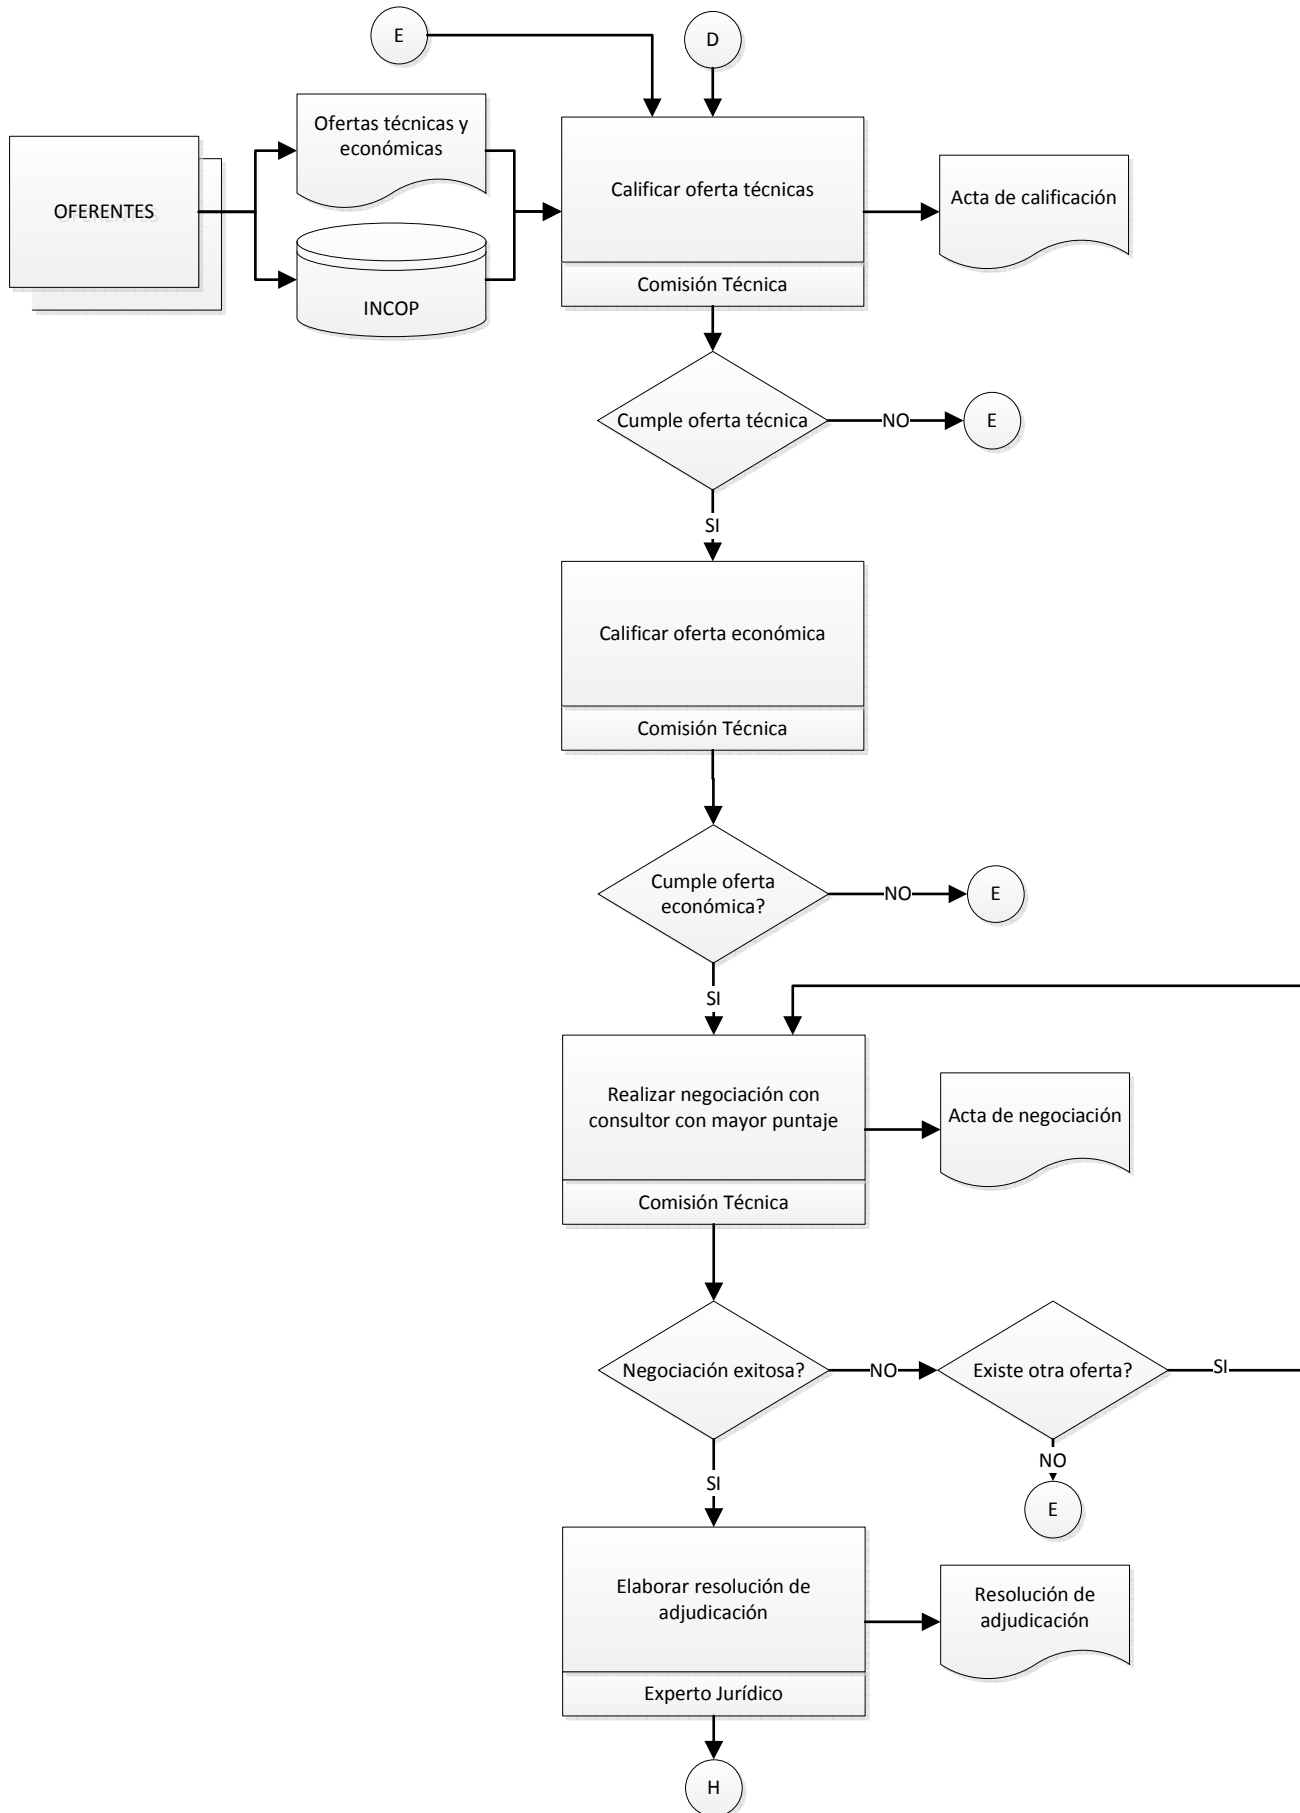 E
D
Ofertas técnicas y
económicas
OFERENTES
INCOP
Calificar oferta técnicas
Comisión Técnica
Acta de calificación
Cumple oferta técnica
NO
E
SI
Calificar oferta económica
Comisión Técnica
Cumple oferta
económica?
NO
E
SI
Realizar negociación con
consultor con mayor puntaje
Comisión Técnica
Acta de negociación
Negociación exitosa?
NO
Existe otra oferta?
SI
NO
E
SI
Elaborar resolución de
adjudicación
Experto Jurídico
Resolución de
adjudicación
H